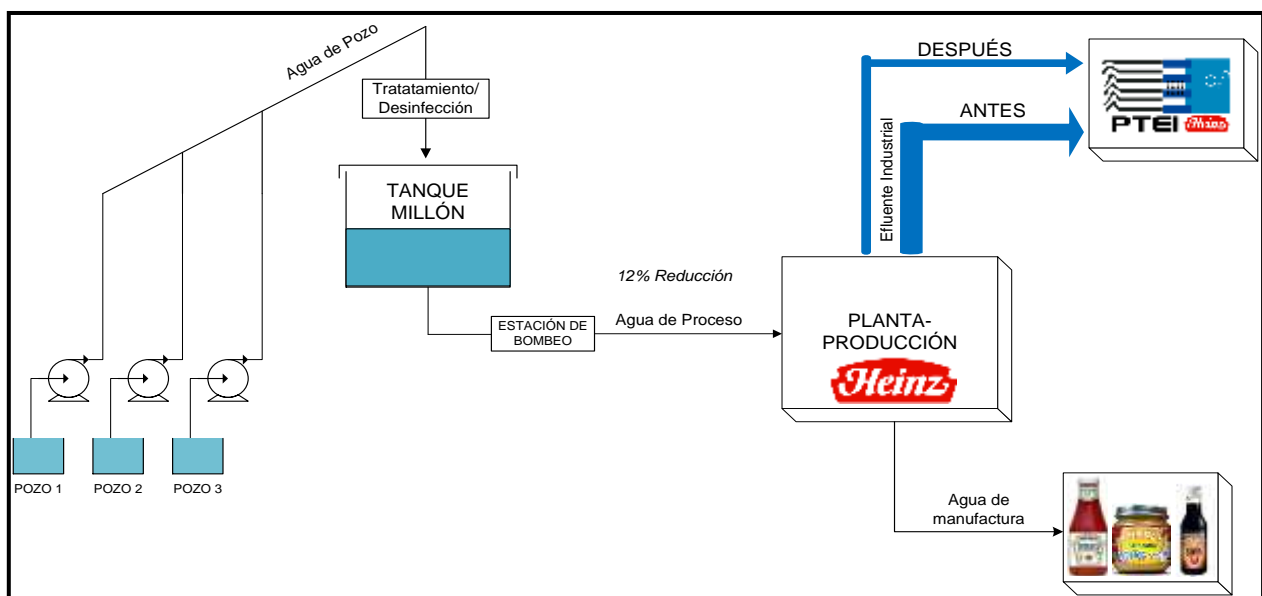 Agua de Pozo
Tratatamiento/
Desinfección
TANQUE
MILLÓN
ESTACIÓN DE
BOMBEO
12% Reducción
Agua de Proceso
PLANTA-
PRODUCCIÓN
Heinz
Efluente Industrial
DESPUÉS
ANTES
PTEI Heinz
POZO 1
POZO 2
POZO 3
Agua de
manufactura